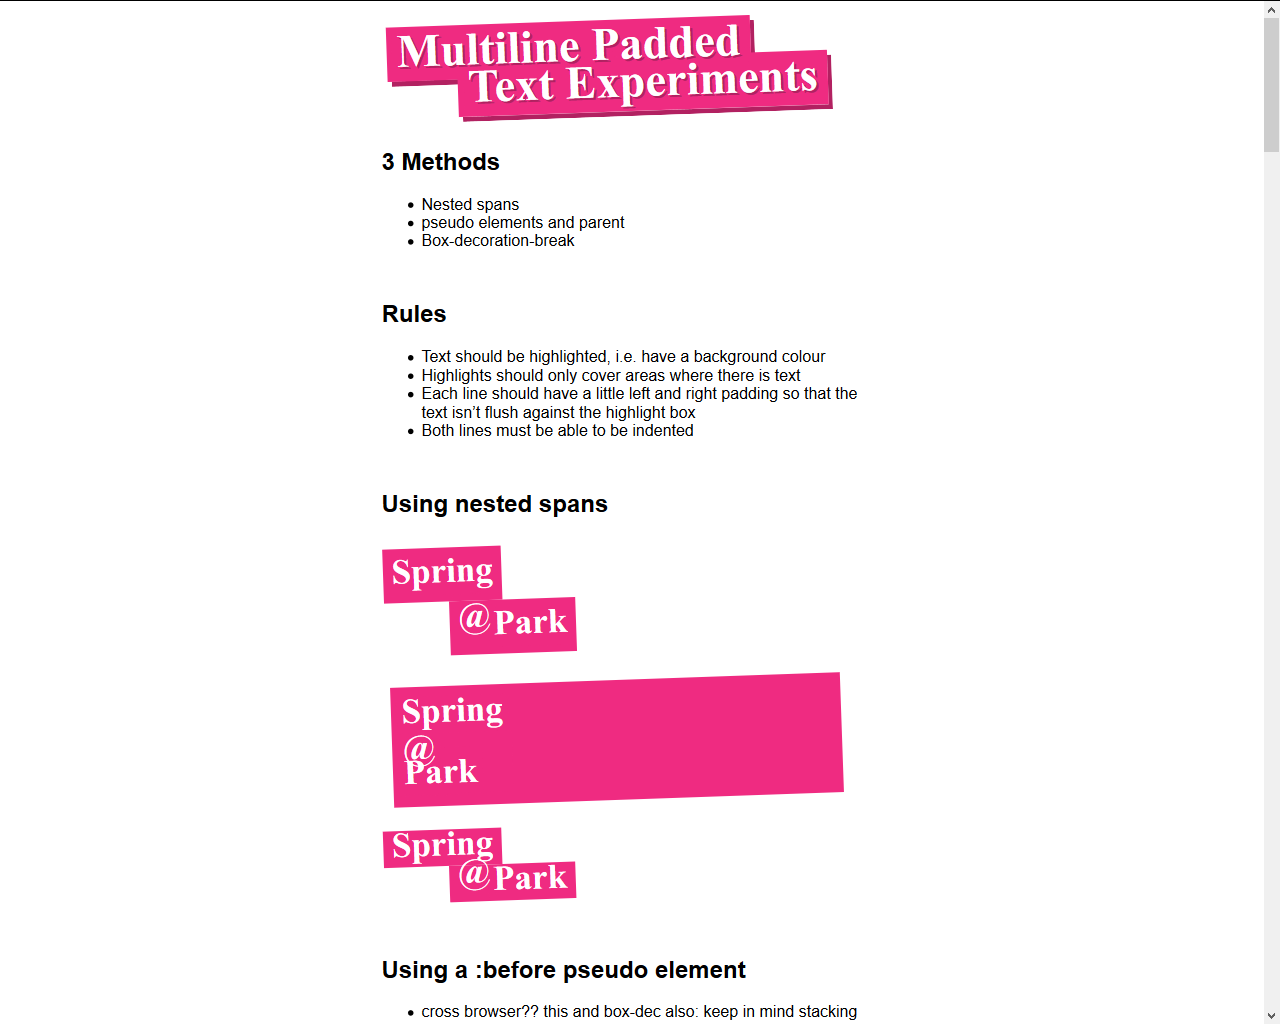 Multiline Padded
Text Experiments
3 Methods
Nested spans
pseudo elements and parent
Box-decoration-break
Rules
Text should be highlighted, i.e. have a background colour
Highlights should only cover areas where there is text
Each line should have a little left and right padding so that the
text isn’t flush against the highlight box
Both lines must be able to be indented
Using nested spans
Spring
@Park
Spring
@
Park
Spring
@Park
Using a :before pseudo element
cross browser?? this and box-dec also: keep in mind stacking